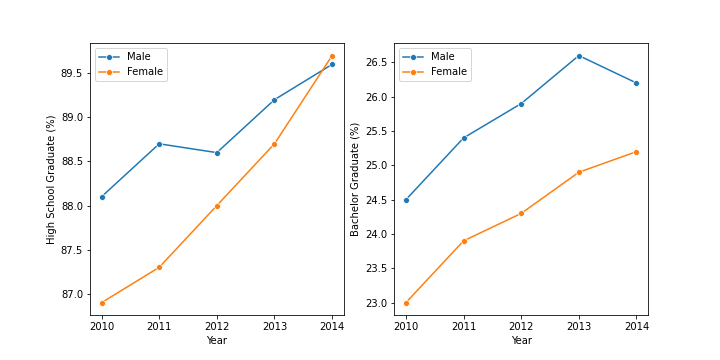 Male
Female
High School Graduate (%)
89.5
89.0
88.5
88.0
87.5
87.0
2010 2011 2012 2013 2014
Year
Male
Female
Bachelor Graduate (%)
26.5
26.0
25.5
25.0
24.5
24.0
23.5
23.0
2010 2011 2012 2013 2014
Year